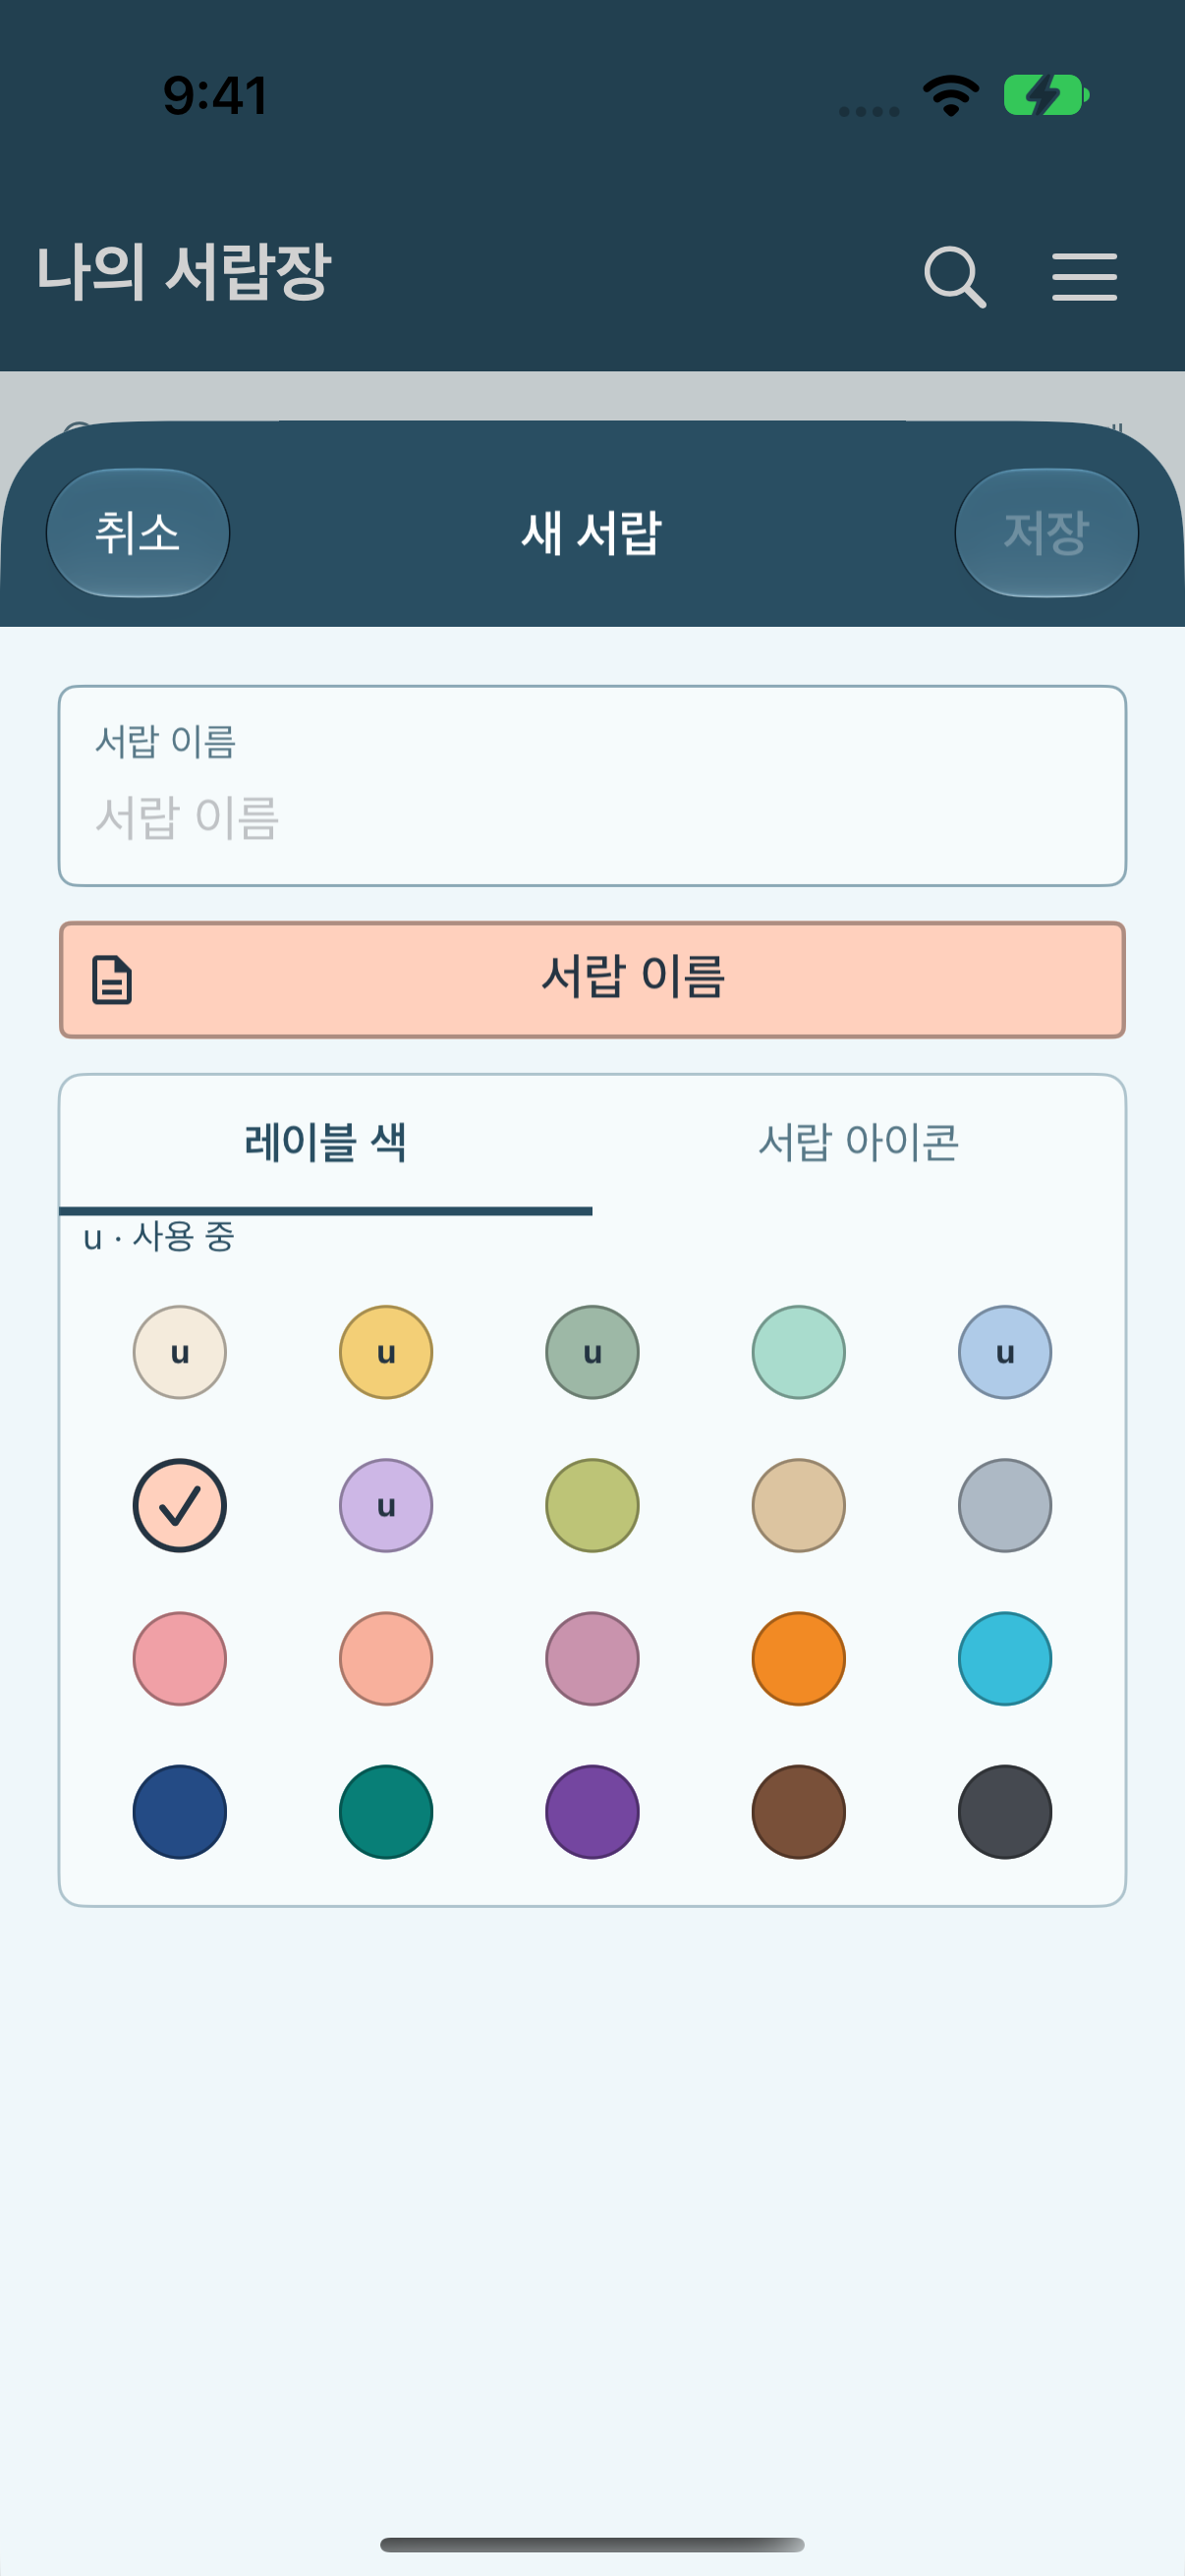 9:41
나의 서랍장
취소
새 서랍
저장
서랍 이름
서랍 이름
서랍 이름
레이블 색
서랍 아이콘
u · 사용 중
u
u
u
u
u